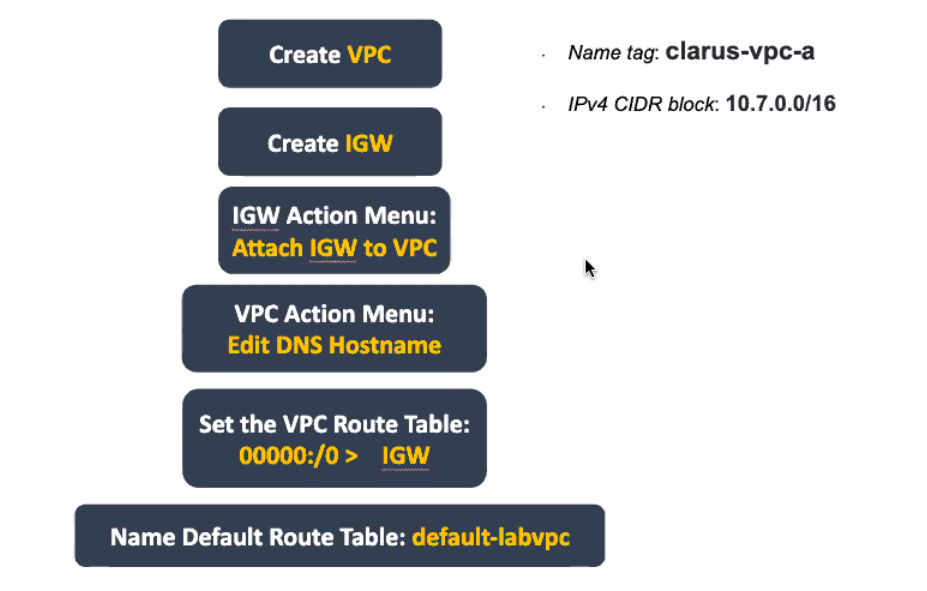 Create VPC
· Name tag: clarus-vpc-a
· IPv4 CIDR block: 10.7.0.0/16
Create IGW
IGW Action Menu:
Attach IGW to VPC
VPC Action Menu:
Edit DNS Hostname
Set the VPC Route Table:
00000:/0 > IGW
Name Default Route Table: default-labvpc